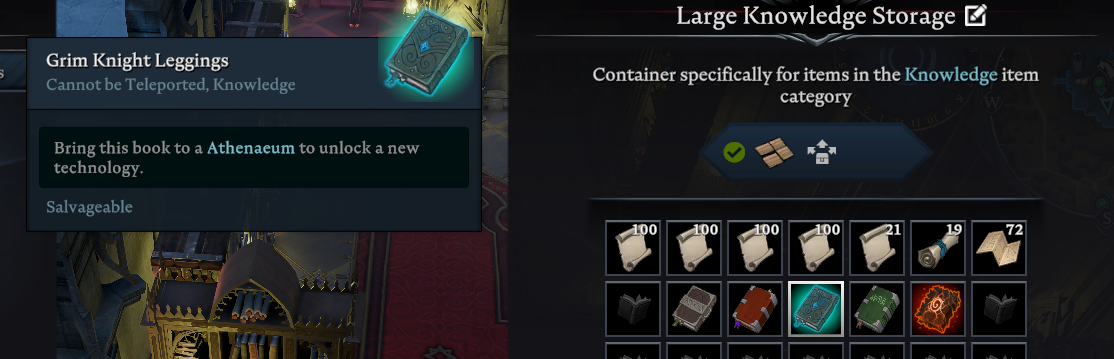 s
Grim Knight Leggings
Cannot be Teleported, Knowledge
Bring this book to a Athenaeum to unlock a new
technology.
Salvageable
Large Knowledge Storage
Container specifically for items in the Knowledge item
category
100
100
100
100
21
19
72